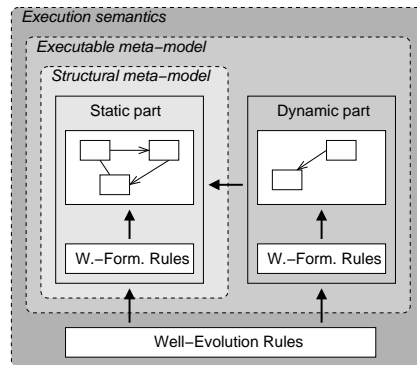 Execution semantics
Executable meta−model
Structural meta−model
Static part
Dynamic part
W.−Form. Rules
W.−Form. Rules
Well−Evolution Rules